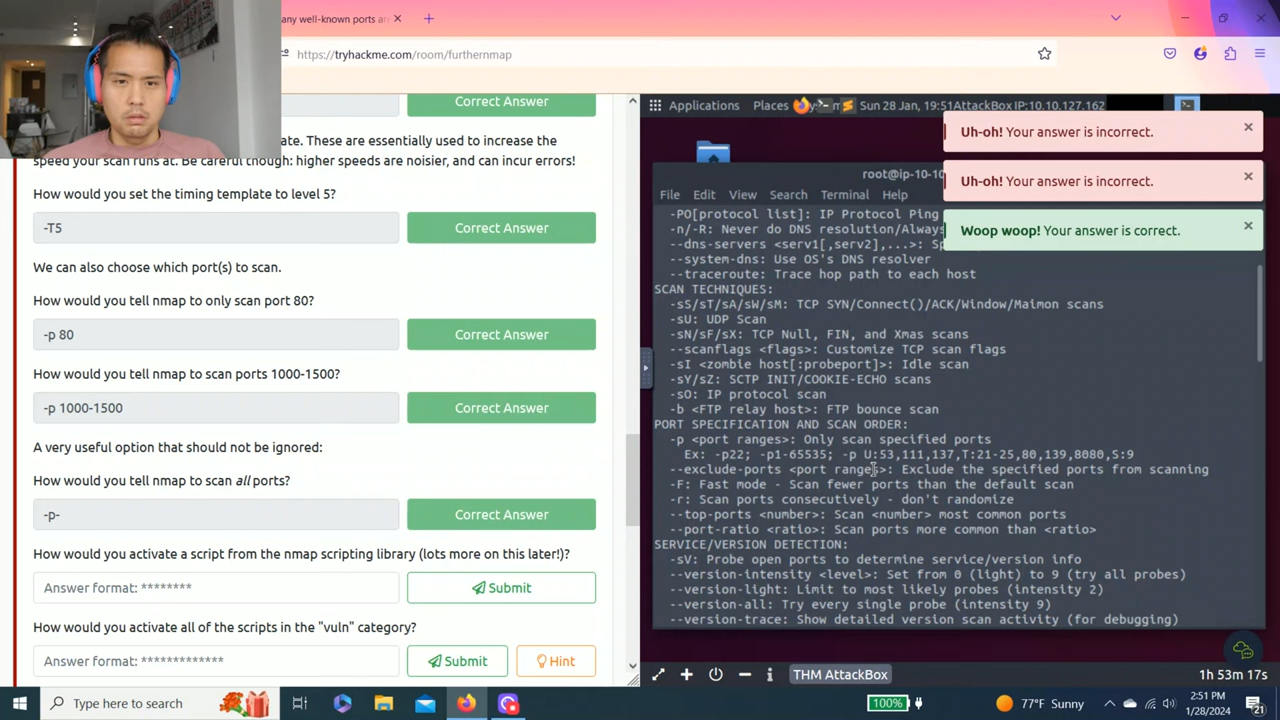 any well-known ports ar
https://tryhackme.com/room/furthernmap
Correct Answer
ate. These are essentially used to increase the
speed your scan runs at. Be careful though: higher speeds are noisier, and can incur errors!
How would you set the timing template to level 5?
-T5
Correct Answer
We can also choose which port(s) to scan.
How would you tell nmap to only scan port 80?
-p 80
Correct Answer
How would you tell nmap to scan ports 1000-1500?
-p 1000-1500
Correct Answer
A very useful option that should not be ignored:
How would you tell nmap to scan all ports?
-p-
Correct Answer
How would you activate a script from the nmap scripting library (lots more on this later!)?
Answer format: ********
Submit
How would you activate all of the scripts in the "vuln" category?
Answer format: *************
Submit
Hint
Applications Places Sun 28 Jan, 19:51 AttackBox IP:10.10.127.162
Uh-oh! Your answer is incorrect.
Uh-oh! Your answer is incorrect.
Woop woop! Your answer is correct.
root@ip-10-10
File Edit View Search Terminal
-PO[protocol list]: IP Protocol Ping
-n/-R: Never do DNS resolution/Always
--dns-servers <serv1[,serv2],...>: Sp
--system-dns: Use OS's DNS resolver
--traceroute: Trace hop path to each host
SCAN TECHNIQUES:
-sS/sT/sA/sW/sM: TCP SYN/Connect()/ACK/Window/Maimon scans
-sU: UDP Scan
-sN/sF/sX: TCP Null, FIN, and Xmas scans
--scanflags <flags>: Customize TCP scan flags
-sI <zombie host[:probeport]>: Idle scan
-sY/sZ: SCTP INIT/COOKIE-ECHO scans
-sO: IP protocol scan
-b <FTP relay host>: FTP bounce scan
PORT SPECIFICATION AND SCAN ORDER:
-p <port ranges>: Only scan specified ports
Ex: -p22; -p1-65535; -p U:53,111,137,T:21-25,80,139,8080,S:9
--exclude-ports <port ranges>: Exclude the specified ports from scanning
-F: Fast mode - Scan fewer ports than the default scan
-r: Scan ports consecutively - don't randomize
--top-ports <number>: Scan <number> most common ports
--port-ratio <ratio>: Scan ports more common than <ratio>
SERVICE/VERSION DETECTION:
-sV: Probe open ports to determine service/version info
--version-intensity <level>: Set from 0 (light) to 9 (try all probes)
--version-light: Limit to most likely probes (intensity 2)
--version-all: Try every single probe (intensity 9)
--version-trace: Show detailed version scan activity (for debugging)
THM AttackBox
1h 53m 17s
Type here to search
100%
77°F Sunny
2:51 PM
1/28/2024
21